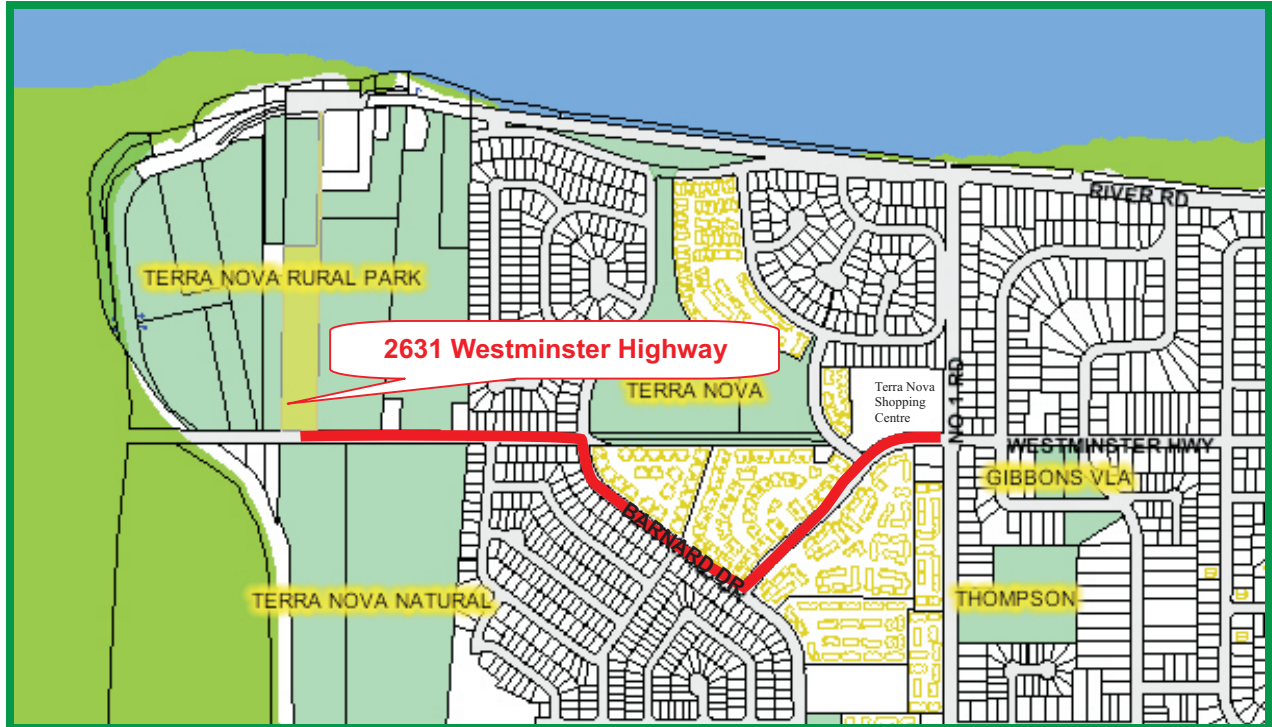 RIVER RD
TERRA NOVA RURAL PARK
2631 Westminster Highway
TERRA NOVA
Terra Nova
Shopping
Centre
NO 1 RD
WESTMINSTER HWY
GIBBONS VLA
BARNARD DR
TERRA NOVA NATURAL
THOMPSON